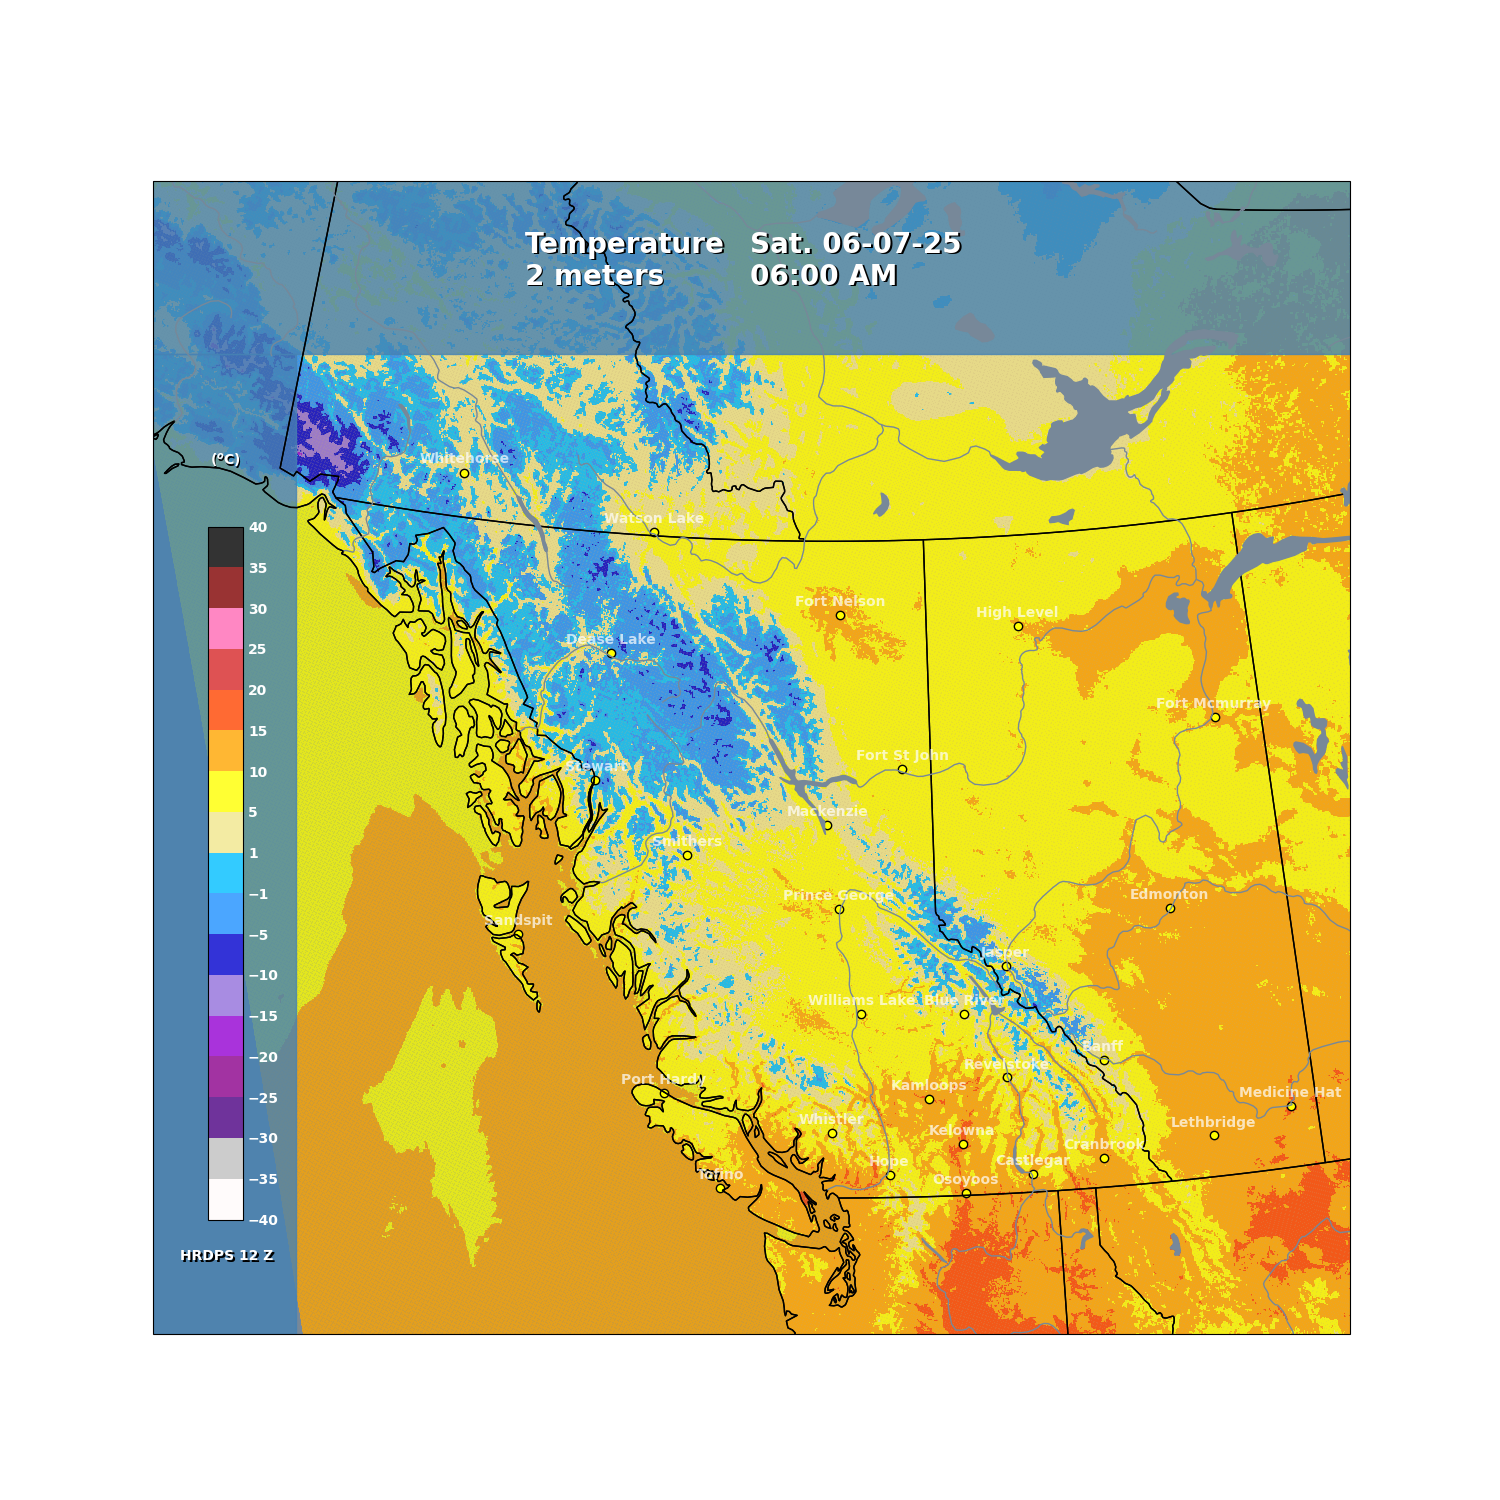 Temperature Sat. 06-07-25
2 meters 06:00 AM
(°C)
Whitehorse
Watson Lake
40
35
30
25
20
15
10
5
1
−1
−5
−10
−15
−20
−25
−30
−35
−40
Fort Nelson
High Level
Dease Lake
Fort Mcmurray
Fort St John
Stewart
Mackenzie
Smithers
Prince George
Edmonton
Sandspit
Jasper
Williams Lake
Blue River
Banff
Revelstoke
Port Hardy
Kamloops
Medicine Hat
Whistler
Kelowna
Lethbridge
Cranbrook
Hope
Castlegar
Tofino
Osoybos
HRDPS 12 Z